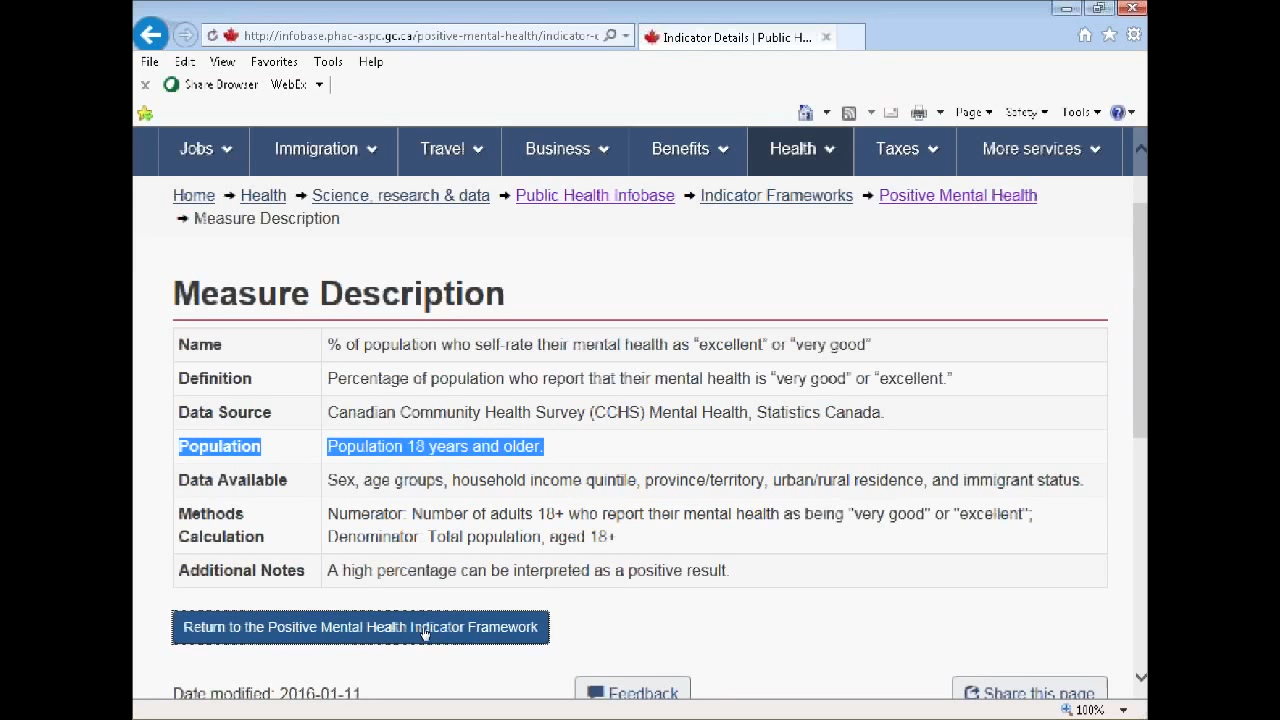 http://infobase.phac-aspc.gc.ca/positive-mental-health/indicator-
Indicator Details | Public H...
File Edit View Favorites Tools Help
x Share Browser WebEx
Page Safety Tools
Jobs Immigration Travel Business Benefits Health Taxes More services
Home → Health → Science, research & data → Public Health Infobase → Indicator Frameworks → Positive Mental Health
→ Measure Description
Measure Description
Name % of population who self-rate their mental health as “excellent” or “very good”
Definition Percentage of population who report that their mental health is “very good” or “excellent.”
Data Source Canadian Community Health Survey (CCHS) Mental Health, Statistics Canada.
Population Population 18 years and older.
Data Available Sex, age groups, household income quintile, province/territory, urban/rural residence, and immigrant status.
Methods Numerator: Number of adults 18+ who report their mental health as being "very good" or "excellent";
Calculation Denominator: Total population, aged 18+
Additional Notes A high percentage can be interpreted as a positive result.
Return to the Positive Mental Health Indicator Framework
Date modified: 2016-01-11 Feedback Share this page
100%